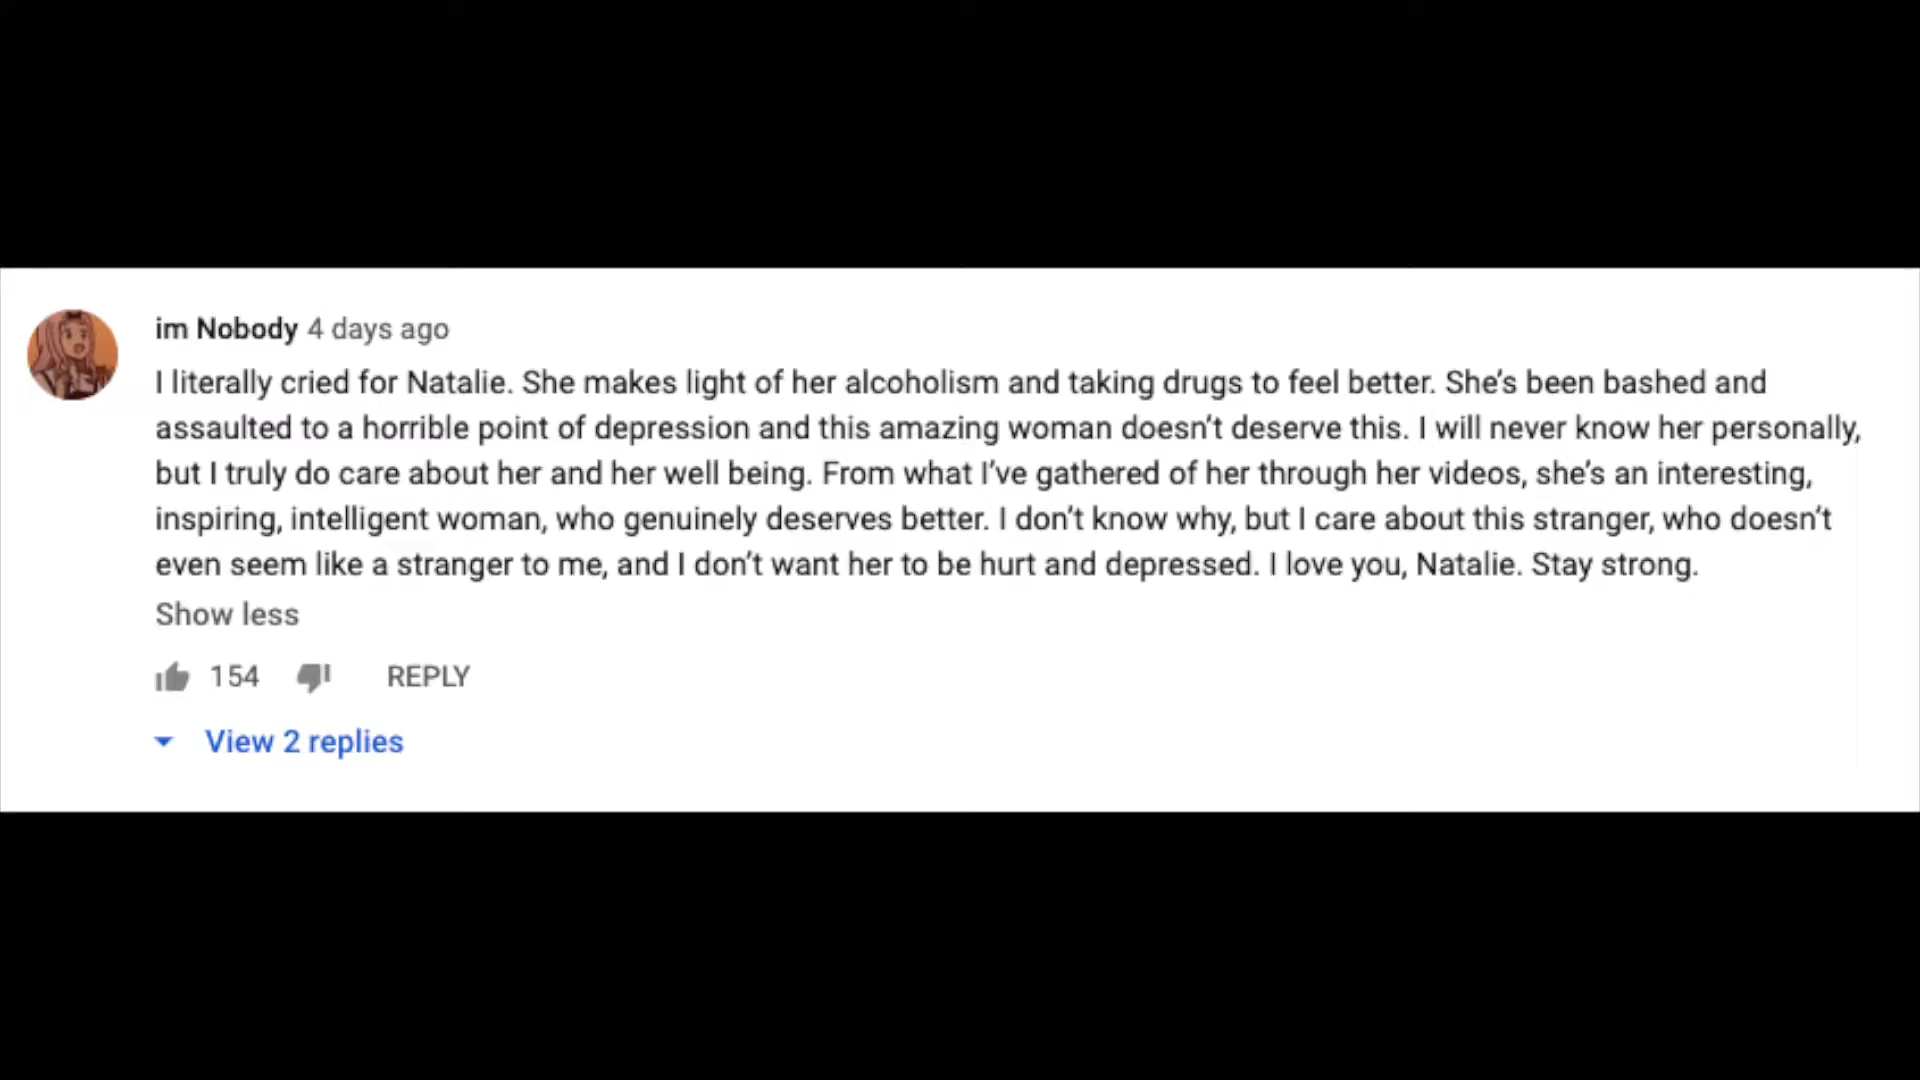 im Nobody 4 days ago
I literally cried for Natalie. She makes light of her alcoholism and taking drugs to feel better. She’s been bashed and
assaulted to a horrible point of depression and this amazing woman doesn’t deserve this. I will never know her personally,
but I truly do care about her and her well being. From what I’ve gathered of her through her videos, she’s an interesting,
inspiring, intelligent woman, who genuinely deserves better. I don’t know why, but I care about this stranger, who doesn’t
even seem like a stranger to me, and I don’t want her to be hurt and depressed. I love you, Natalie. Stay strong.
Show less
154 REPLY
View 2 replies